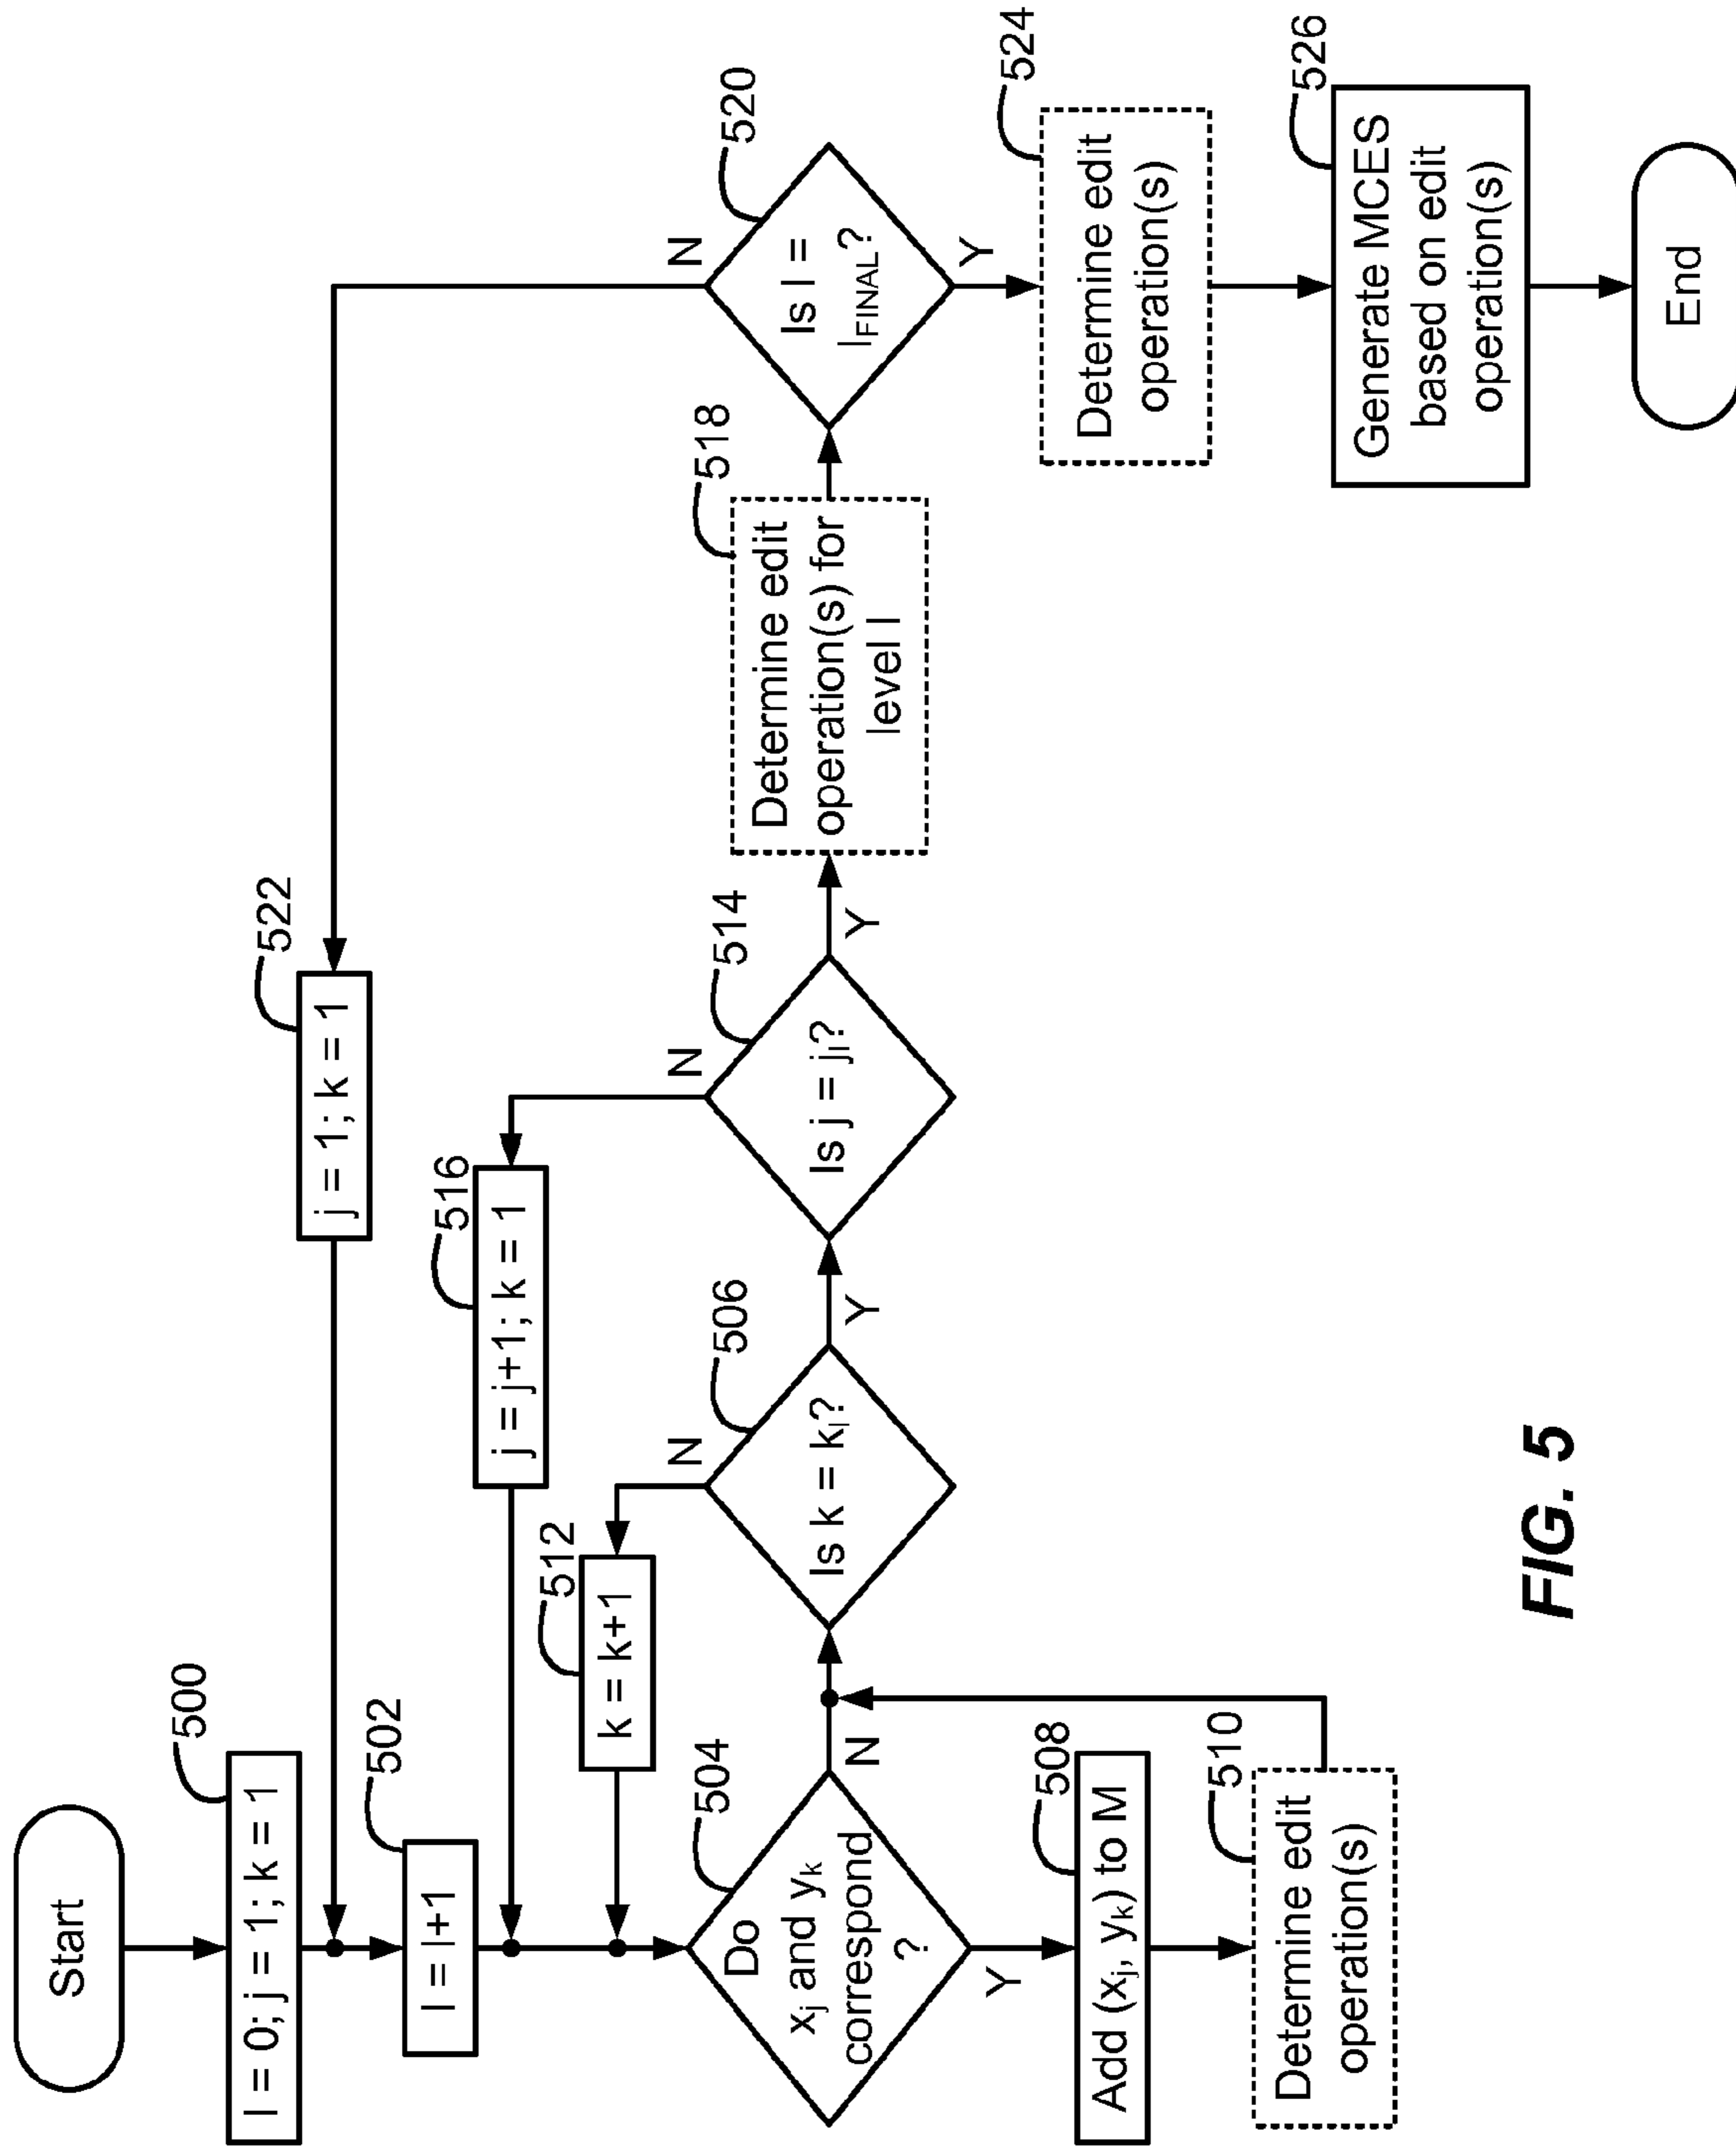 Start
500
l = 0; j = 1; k = 1
522
j = 1; k = 1
502
l = l+1
516
j = j+1; k = 1
512
k = k+1
504
Do
xj and yk
correspond
?
N
Y
506
Is k = kl?
N
Y
514
Is j = jl?
N
Y
518
Determine edit
operation(s) for
level l
520
Is l =
lFINAL?
N
Y
508
Add (xj, yk) to M
510
Determine edit
operation(s)
524
Determine edit
operation(s)
526
Generate MCES
based on edit
operation(s)
End
FIG. 5